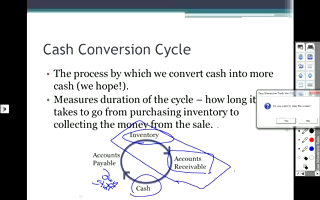 Cash Conversion Cycle
• The process by which we convert cash into more
cash (we hope!).
• Measures duration of the cycle – how long it
takes to go from purchasing inventory to
collecting the money from the sale.
Inventory
Accounts
Payable
Accounts
Receivable
Cash